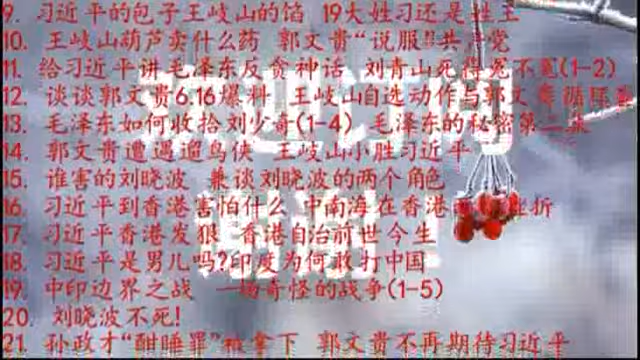 9. 习近平的包子王岐山的馅 19大姓习还是姓王
10. 王岐山葫芦卖什么药 郭文贵“说服 共 党
11. 给习近平讲毛泽东反贪神话 刘青山死得冤不冤(1-2)
12. 谈谈郭文贵6.16爆料 王岐山自选动作与郭文
13. 毛泽东如何收拾刘少奇(1-4) 毛泽东的秘密第二
14. 郭文贵遭遇遛鸟侠 王岐山小胜习近平
15. 谁害的刘晓波 兼谈刘晓波的两个角色
16. 习近平到香港害怕什么 中南海在香港 挫折
17. 习近平香港发狠 香港自治前世今生
18. 习近平是男儿吗?印度为何敢打中国
19. 中印边界之战 一场奇怪的战争(1-5)
20. 刘晓波不死!
21. 孙政才“酣睡罪”被拿下 郭文贵不再期待习近平